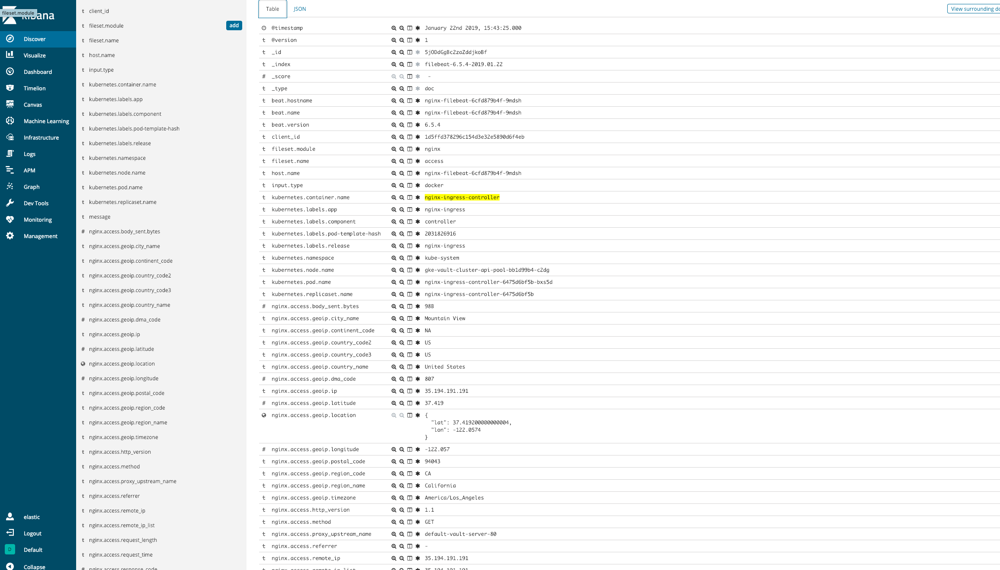 fileset.module
kibana
Discover
Visualize
Dashboard
Timelion
Canvas
Machine Learning
Infrastructure
Logs
APM
Graph
Dev Tools
Monitoring
Management
elastic
Logout
D Default
Collapse
t client_id
t fileset.module add
t fileset.name
t host.name
t input.type
t kubernetes.container.name
t kubernetes.labels.app
t kubernetes.labels.component
t kubernetes.labels.pod-template-hash
t kubernetes.labels.release
t kubernetes.namespace
t kubernetes.node.name
t kubernetes.pod.name
t kubernetes.replicaset.name
t message
# nginx.access.body_sent.bytes
t nginx.access.geoip.city_name
t nginx.access.geoip.continent_code
t nginx.access.geoip.country_code2
t nginx.access.geoip.country_code3
t nginx.access.geoip.country_name
# nginx.access.geoip.dma_code
t nginx.access.geoip.ip
# nginx.access.geoip.latitude
nginx.access.geoip.location
# nginx.access.geoip.longitude
t nginx.access.geoip.postal_code
t nginx.access.geoip.region_code
t nginx.access.geoip.region_name
t nginx.access.geoip.timezone
t nginx.access.http_version
t nginx.access.method
t nginx.access.proxy_upstream_name
t nginx.access.referrer
t nginx.access.remote_ip
t nginx.access.remote_ip_list
t nginx.access.request_length
t nginx.access.request_time
# nginx.access.response_code
Table JSON View surrounding do
@timestamp January 22nd 2019, 15:43:25.000
t @version 1
t _id 5jODdGgBc2zaZddjkoBf
t _index filebeat-6.5.4-2019.01.22
# _score -
t _type doc
t beat.hostname nginx-filebeat-6cfd879b4f-9mdsh
t beat.name nginx-filebeat-6cfd879b4f-9mdsh
t beat.version 6.5.4
t client_id 1d5ffd378296c154d3e32e5890d6f4eb
t fileset.module nginx
t fileset.name access
t host.name nginx-filebeat-6cfd879b4f-9mdsh
t input.type docker
t kubernetes.container.name nginx-ingress-controller
t kubernetes.labels.app nginx-ingress
t kubernetes.labels.component controller
t kubernetes.labels.pod-template-hash 2031826916
t kubernetes.labels.release nginx-ingress
t kubernetes.namespace kube-system
t kubernetes.node.name gke-vault-cluster-api-pool-bb1d99b4-c2dg
t kubernetes.pod.name nginx-ingress-controller-6475d6bf5b-bxs5d
t kubernetes.replicaset.name nginx-ingress-controller-6475d6bf5b
# nginx.access.body_sent.bytes 98B
t nginx.access.geoip.city_name Mountain View
t nginx.access.geoip.continent_code NA
t nginx.access.geoip.country_code2 US
t nginx.access.geoip.country_code3 US
t nginx.access.geoip.country_name United States
# nginx.access.geoip.dma_code 807
t nginx.access.geoip.ip 35.194.191.191
# nginx.access.geoip.latitude 37.419
nginx.access.geoip.location {
"lat": 37.419200000000004,
"lon": -122.0574
}
# nginx.access.geoip.longitude -122.057
t nginx.access.geoip.postal_code 94043
t nginx.access.geoip.region_code CA
t nginx.access.geoip.region_name California
t nginx.access.geoip.timezone America/Los_Angeles
t nginx.access.http_version 1.1
t nginx.access.method GET
t nginx.access.proxy_upstream_name default-vault-server-80
t nginx.access.referrer -
t nginx.access.remote_ip 35.194.191.191
t nginx.access.remote_ip_list 35.194.191.191